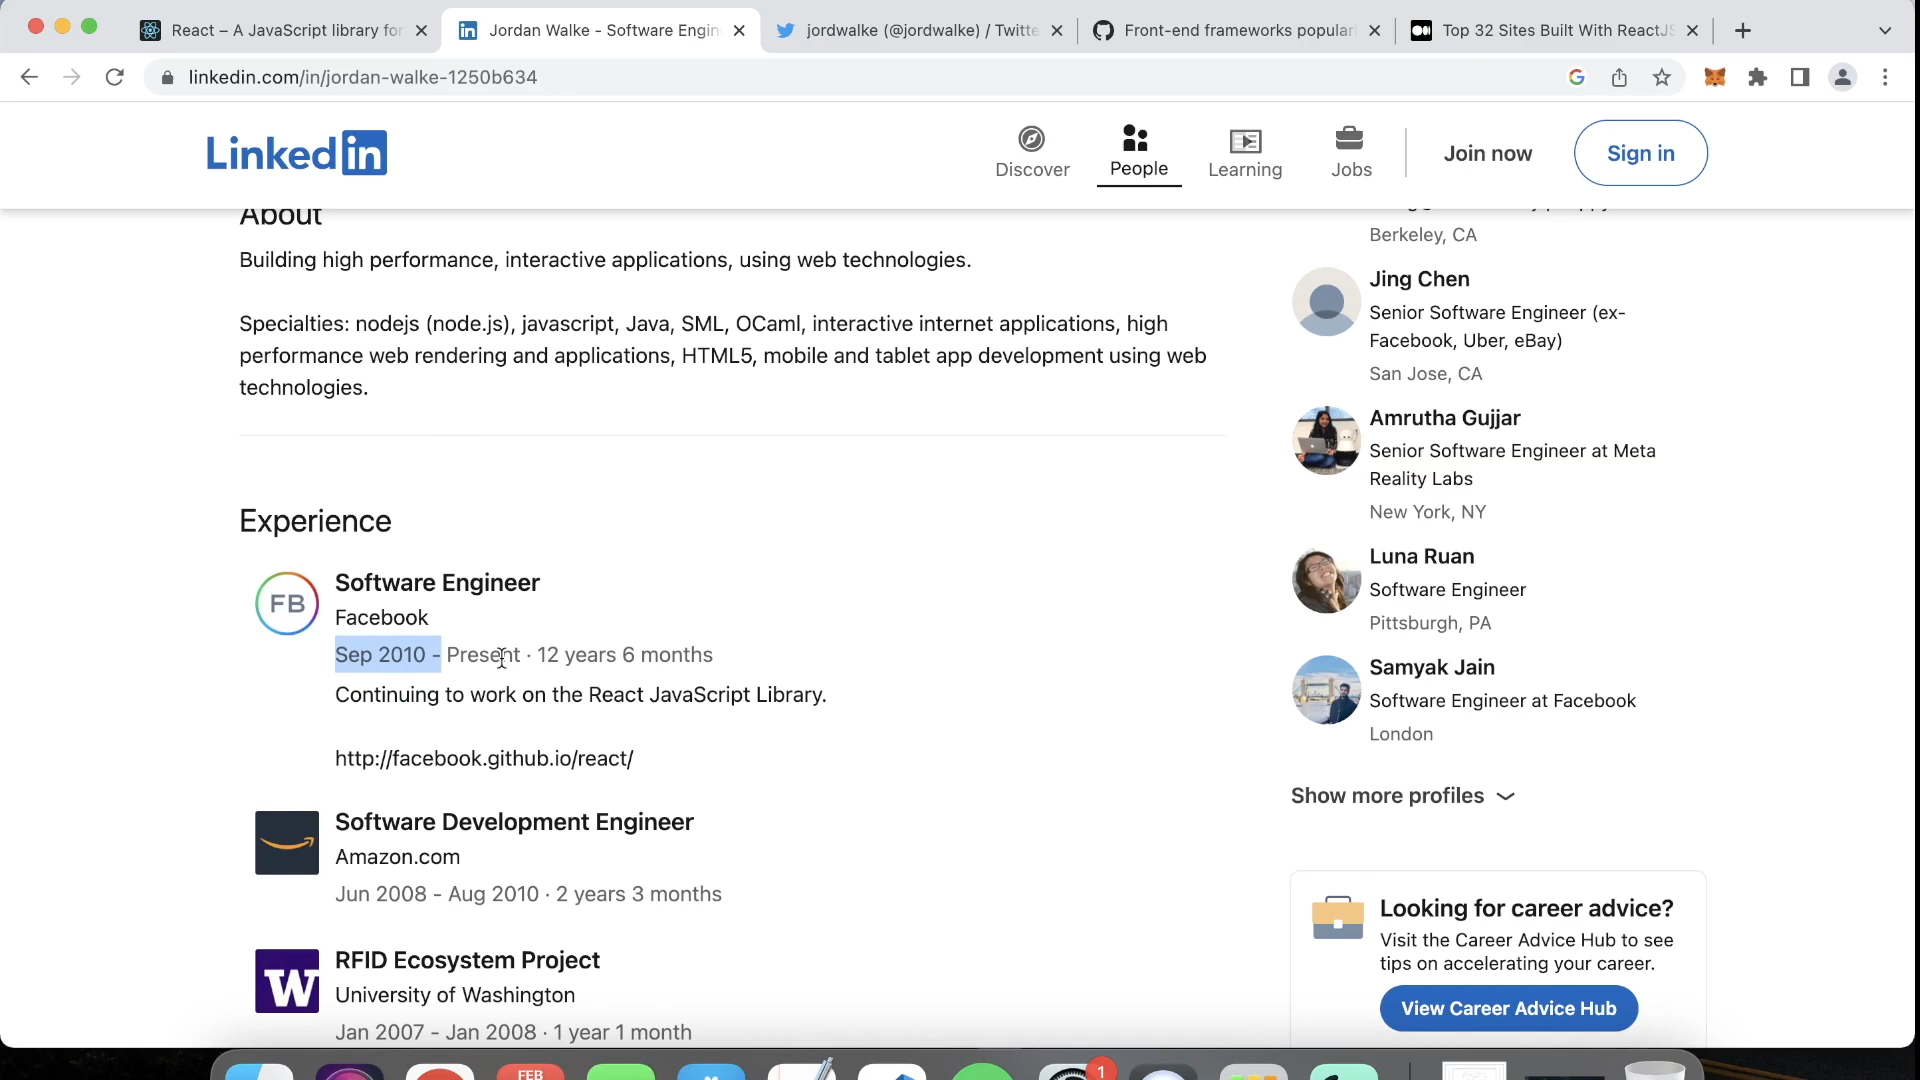 React – A JavaScript library for
Jordan Walke - Software Engin
jordwalke (@jordwalke) / Twitte
Front-end frameworks populari
Top 32 Sites Built With ReactJS
linkedin.com/in/jordan-walke-1250b634
Linkedin
Discover
People
Learning
Jobs
Join now
Sign in
About
Building high performance, interactive applications, using web technologies.
Specialties: nodejs (node.js), javascript, Java, SML, OCaml, interactive internet applications, high
performance web rendering and applications, HTML5, mobile and tablet app development using web
technologies.
Experience
FB
Software Engineer
Facebook
Sep 2010 - Present · 12 years 6 months
Continuing to work on the React JavaScript Library.
http://facebook.github.io/react/
Software Development Engineer
Amazon.com
Jun 2008 - Aug 2010 · 2 years 3 months
W
RFID Ecosystem Project
University of Washington
Jan 2007 - Jan 2008 · 1 year 1 month
Berkeley, CA
Jing Chen
Senior Software Engineer (ex-
Facebook, Uber, eBay)
San Jose, CA
Amrutha Gujjar
Senior Software Engineer at Meta
Reality Labs
New York, NY
Luna Ruan
Software Engineer
Pittsburgh, PA
Samyak Jain
Software Engineer at Facebook
London
Show more profiles
Looking for career advice?
Visit the Career Advice Hub to see
tips on accelerating your career.
View Career Advice Hub
FEB
1